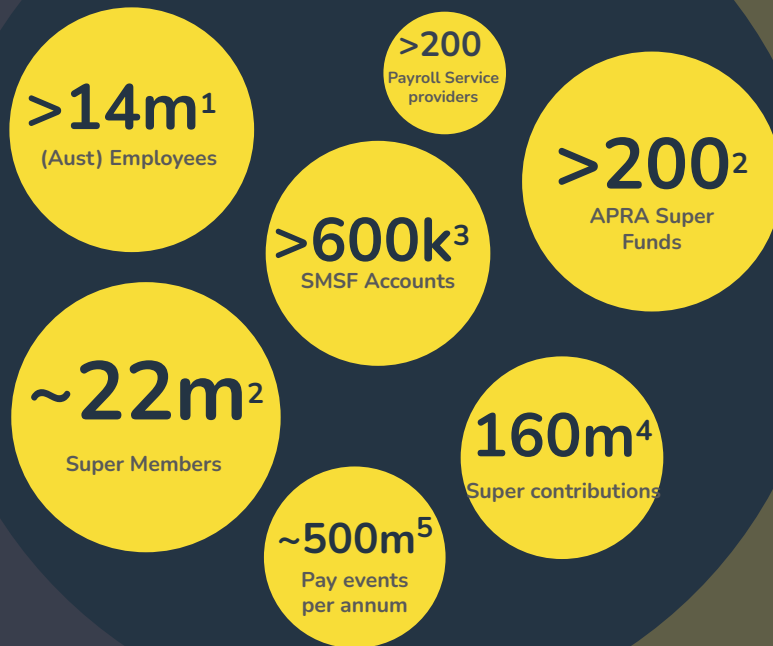 >14m¹
(Aust) Employees
>200
Payroll Service
providers
>200²
APRA Super
Funds
>600k³
SMSF Accounts
~22m²
Super Members
160m⁴
Super contributions
~500m⁵
Pay events
per annum